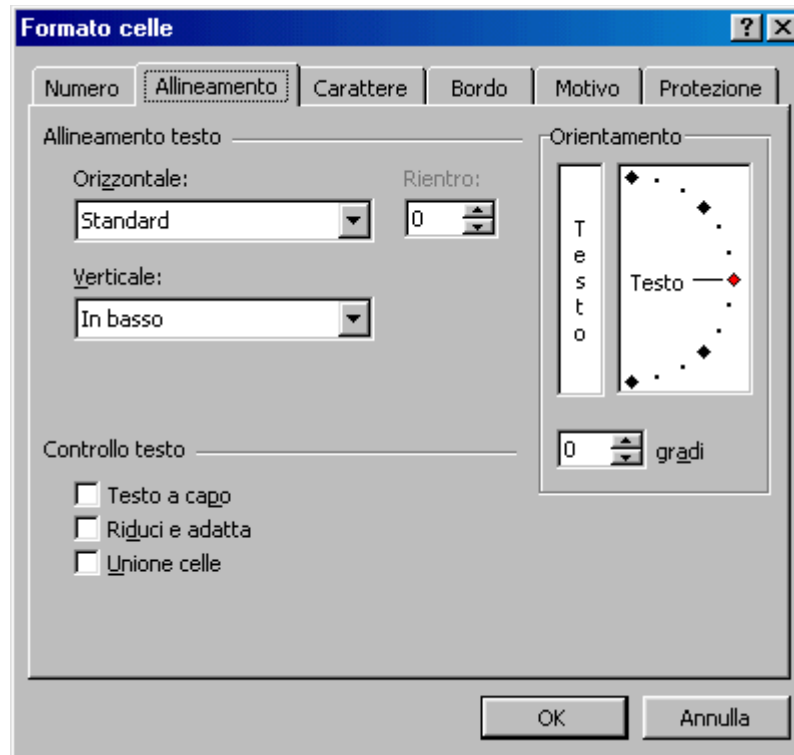 Formato celle
Numero Allineamento Carattere Bordo Motivo Protezione
Allineamento testo
Orizzontale:
Standard
Rientro:
0
Verticale:
In basso
Orientamento
Testo
Testo
0 gradi
Controllo testo
Testo a capo
Riduci e adatta
Unione celle
OK Annulla